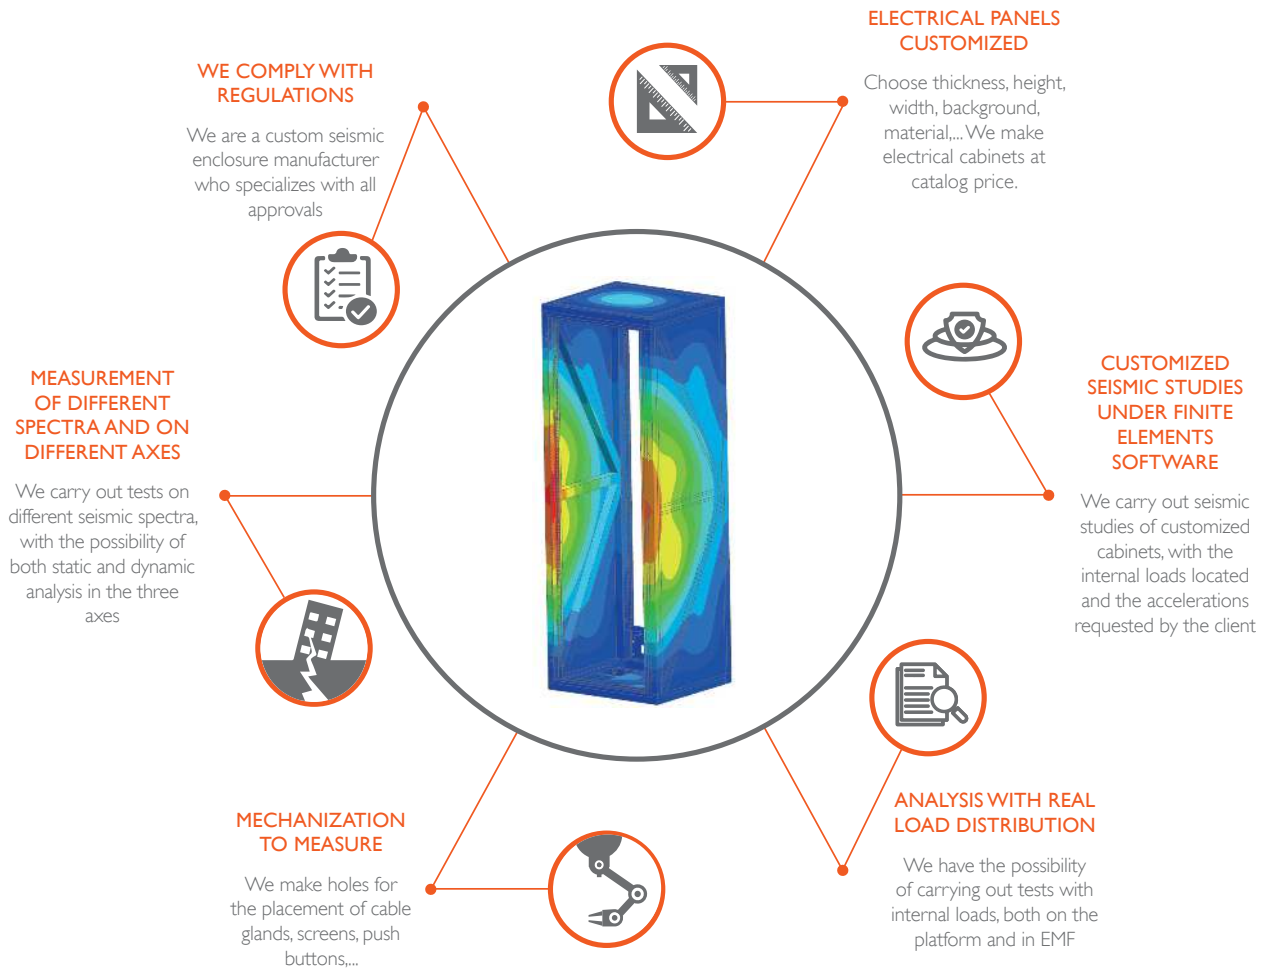 ELECTRICAL PANELS
CUSTOMIZED
Choose thickness, height,
width, background,
material,... We make
electrical cabinets at
catalog price.
WE COMPLY WITH
REGULATIONS
We are a custom seismic
enclosure manufacturer
who specializes with all
approvals
CUSTOMIZED
SEISMIC STUDIES
UNDER FINITE
ELEMENTS
SOFTWARE
We carry out seismic
studies of customized
cabinets, with the
internal loads located
and the accelerations
requested by the client
MEASUREMENT
OF DIFFERENT
SPECTRA AND ON
DIFFERENT AXES
We carry out tests on
different seismic spectra,
with the possibility of
both static and dynamic
analysis in the three
axes
ANALYSIS WITH REAL
LOAD DISTRIBUTION
We have the possibility
of carrying out tests with
internal loads, both on the
platform and in EMF
MECHANIZATION
TO MEASURE
We make holes for
the placement of cable
glands, screens, push
buttons,...